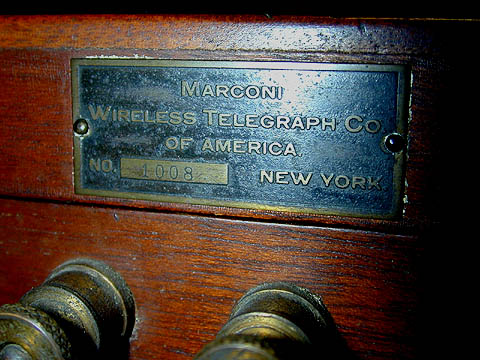 MARCONI
WIRELESS TELEGRAPH CO.
OF AMERICA
NO. 1008 NEW YORK